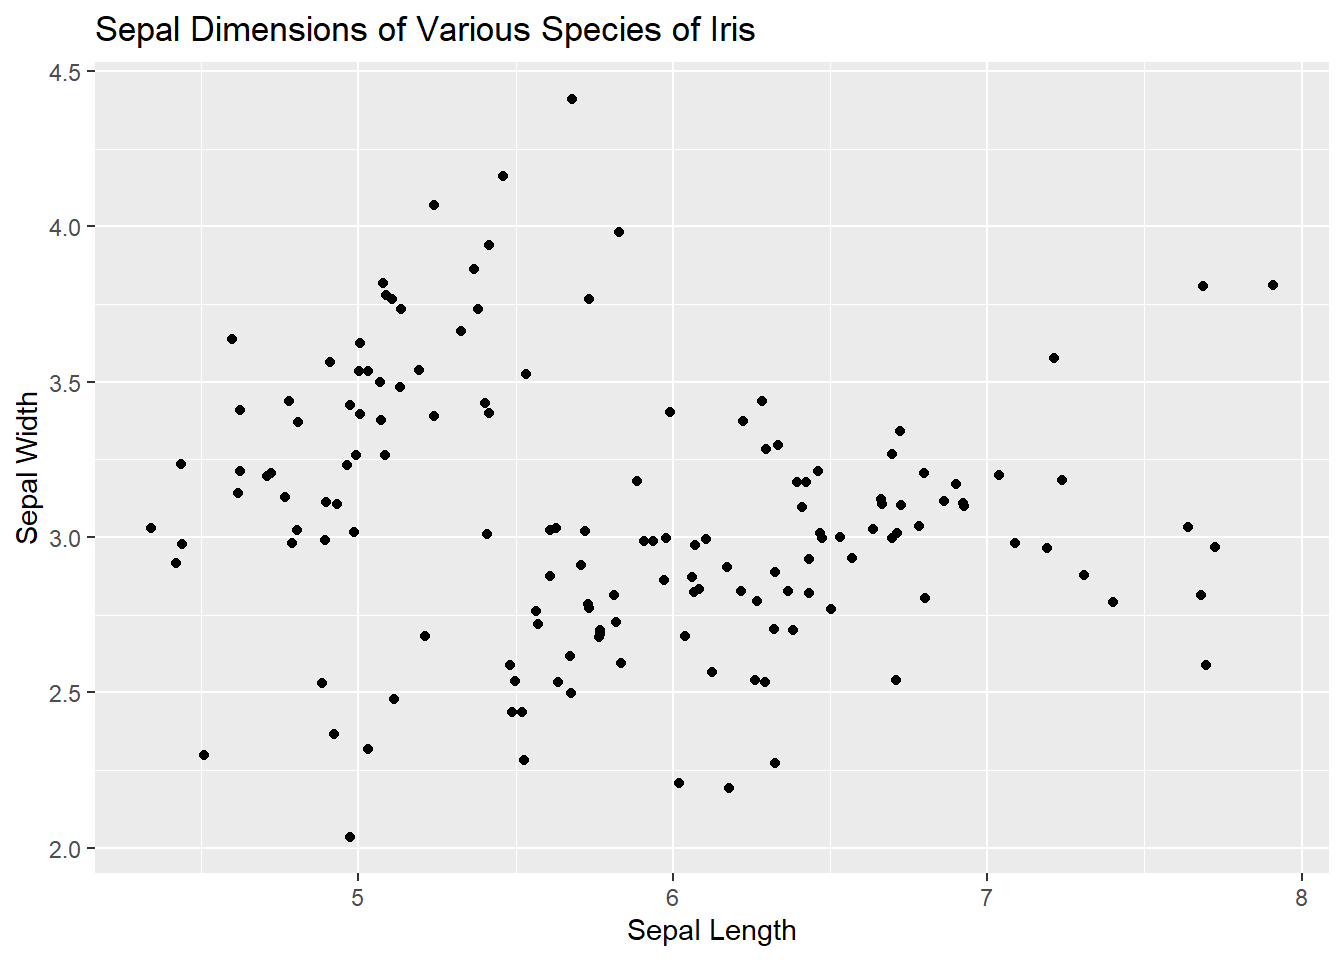 Sepal Dimensions of Various Species of Iris
4.5
4.0
3.5
3.0
2.5
2.0
Sepal Width
5 6 7 8
Sepal Length